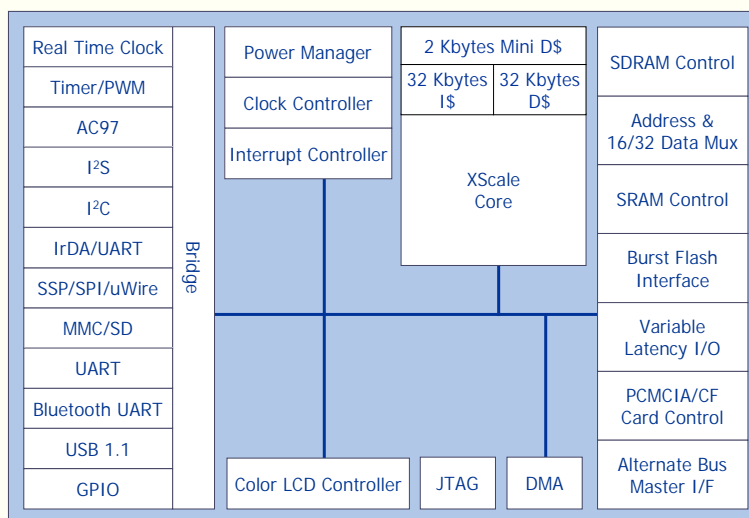 Real Time Clock
Timer/PWM
AC97
I²S
I²C
IrDA/UART
SSP/SPI/uWire
MMC/SD
UART
Bluetooth UART
USB 1.1
GPIO
Bridge
Power Manager
Clock Controller
Interrupt Controller
2 Kbytes Mini D$
32 Kbytes
I$
32 Kbytes
D$
XScale
Core
Color LCD Controller
JTAG
DMA
SDRAM Control
Address &
16/32 Data Mux
SRAM Control
Burst Flash
Interface
Variable
Latency I/O
PCMCIA/CF
Card Control
Alternate Bus
Master I/F